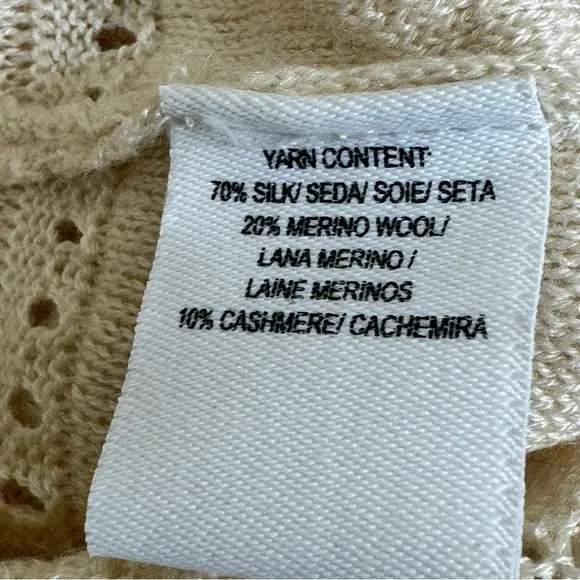 YARN CONTENT:
70% SILK/ SEDA/ SOIE/ SETA
20% MERINO WOOL/
LANA MERINO /
LAINE MERINOS
10% CASHMERE/ CACHEMIRA